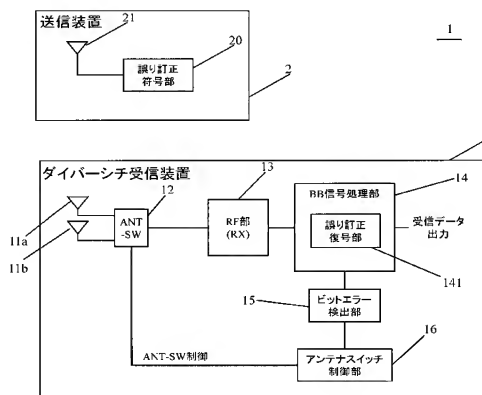 送信装置
21
20
誤り訂正
符号部
2
1
ダイバーシチ受信装置
11a
11b
12
ANT
-SW
13
RF部
(RX)
BB信号処理部
14
誤り訂正
復号部
141
受信データ
出力
15
ビットエラー
検出部
16
ANT-SW制御
アンテナスイッチ
制御部